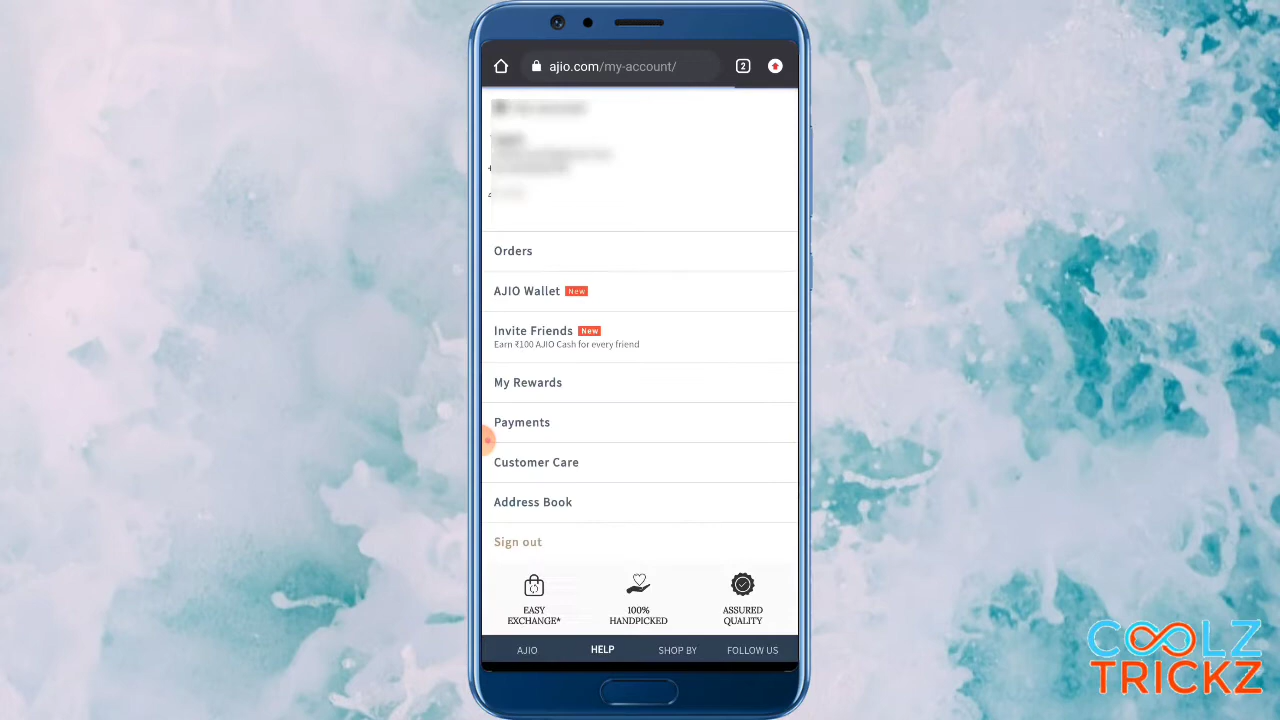 ajio.com/my-account/
2
Orders
AJIO Wallet New
Invite Friends New
Earn ₹100 AJIO Cash for every friend
My Rewards
Payments
Customer Care
Address Book
Sign out
EASY EXCHANGE*
100% HANDPICKED
ASSURED QUALITY
AJIO HELP SHOP BY FOLLOW US
COOLZ
TRICKZ